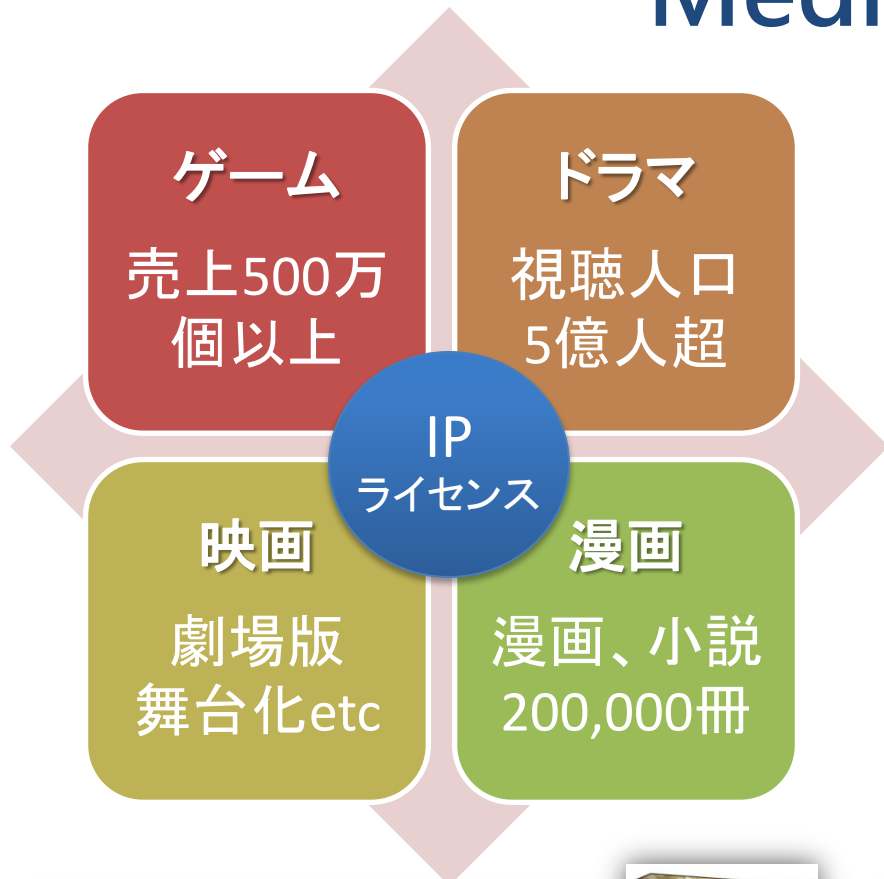 ゲーム
売上500万
個以上
ドラマ
視聴人口
5億人超
IP
ライセンス
映画
劇場版
舞台化etc
漫画
漫画、小説
200,000冊